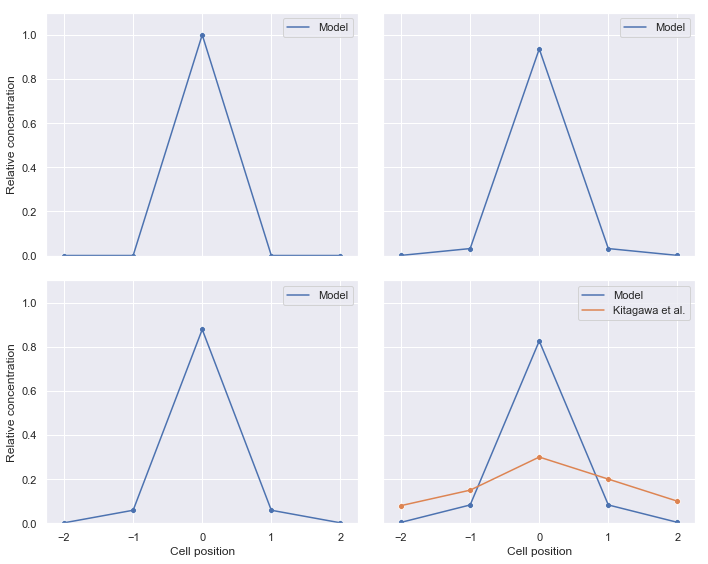 Model
Model
1.0
0.8
0.6
0.4
0.2
0.0
Relative concentration
Model
Model
Kitagawa et al.
1.0
0.8
0.6
0.4
0.2
0.0
Relative concentration
−2 −1 0 1 2
−2 −1 0 1 2
Cell position
Cell position